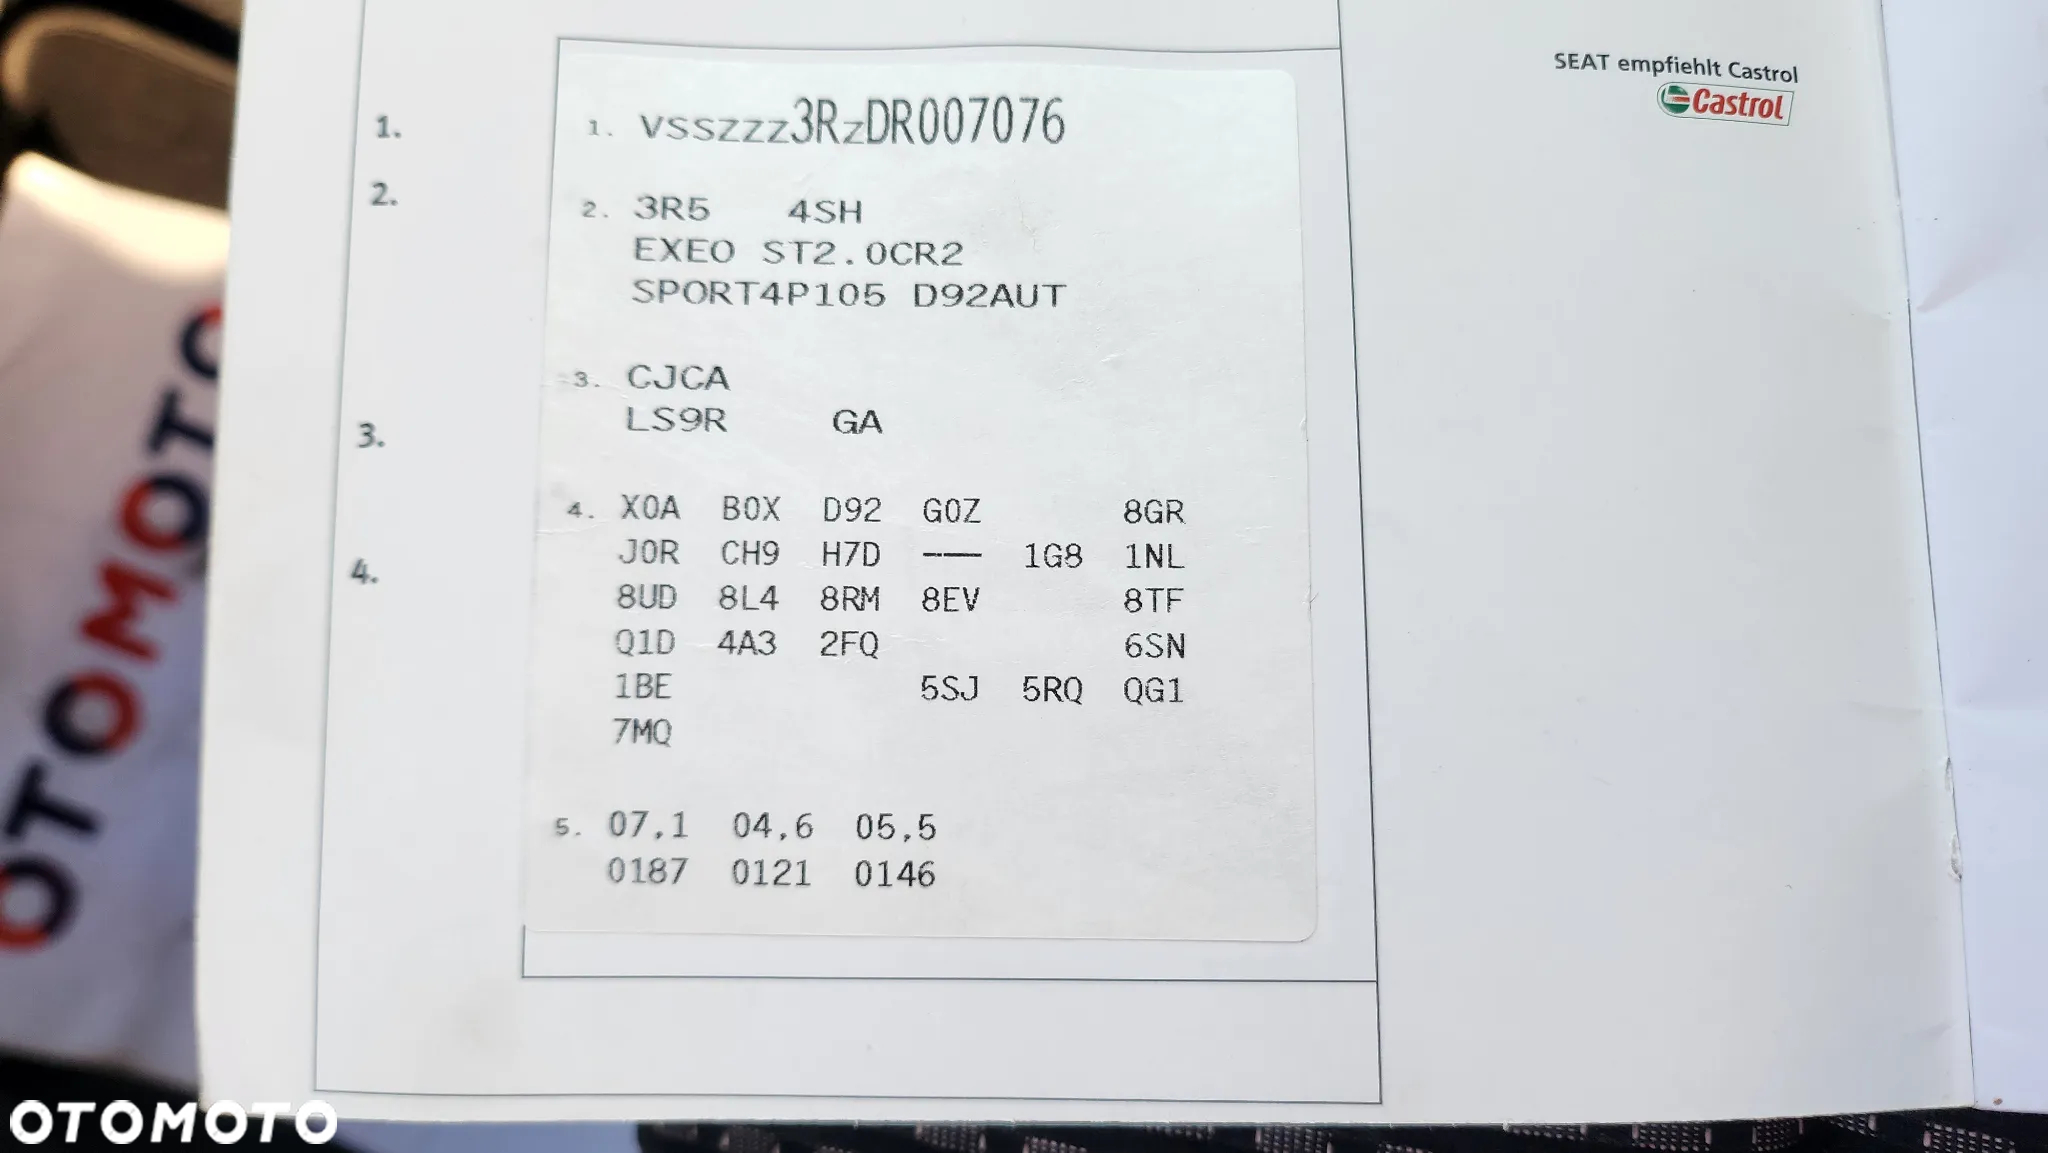 SEAT empfiehlt Castrol
Castrol
1.
2.
3.
4.
1. VSSZZZ3RZDR007076
2. 3R5 4SH
EXEO ST2.0CR2
SPORT4P105 D92AUT
3. CJCA
LS9R GA
4. X0A B0X D92 G0Z 8GR
J0R CH9 H7D --- 1G8 1NL
8UD 8L4 8RM 8EV 8TF
Q1D 4A3 2FQ 6SN
1BE 5SJ 5RQ QG1
7MQ
5. 07,1 04,6 05,5
0187 0121 0146
OTOMOTO
OTOMOTO